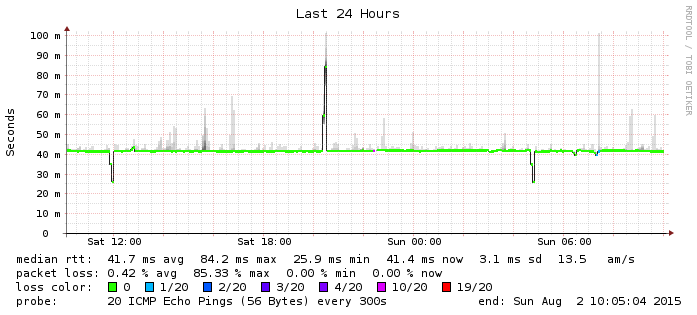 Last 24 Hours
RRDTOOL / TOBI OETIKER
Seconds
100 m
90 m
80 m
70 m
60 m
50 m
40 m
30 m
20 m
10 m
0
Sat 12:00 Sat 18:00 Sun 00:00 Sun 06:00
median rtt: 41.7 ms avg 84.2 ms max 25.9 ms min 41.4 ms now 3.1 ms sd 13.5 am/s
packet loss: 0.42 % avg 85.33 % max 0.00 % min 0.00 % now
loss color: 0 1/20 2/20 3/20 4/20 10/20 19/20
probe: 20 ICMP Echo Pings (56 Bytes) every 300s end: Sun Aug 2 10:05:04 2015